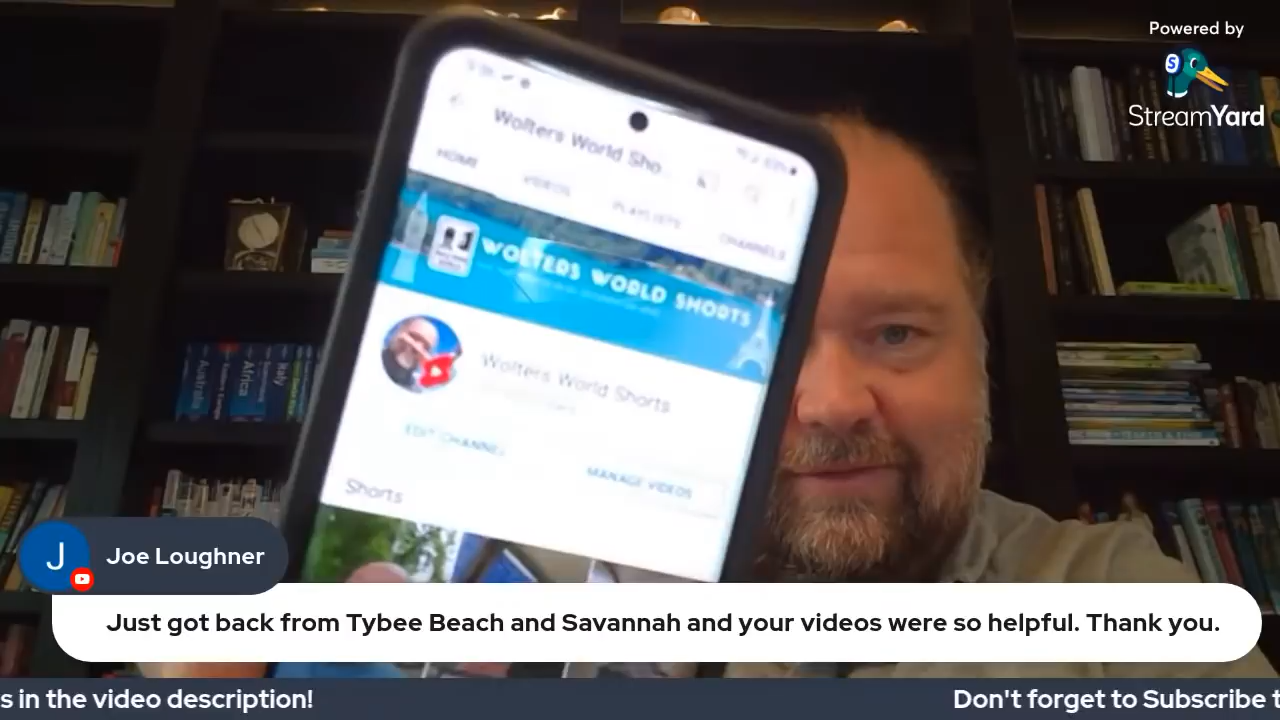 Powered by
StreamYard
Wolters World Sho
HOME
VIDEOS
PLAYLISTS
CHANNELS
WOLTERS WORLD SHORTS
Wolters World Shorts
EDIT CHANNEL
MANAGE VIDEOS
Shorts
Australia
Africa
Italy
J
Joe Loughner
Just got back from Tybee Beach and Savannah and your videos were so helpful. Thank you.
s in the video description!
Don't forget to Subscribe t